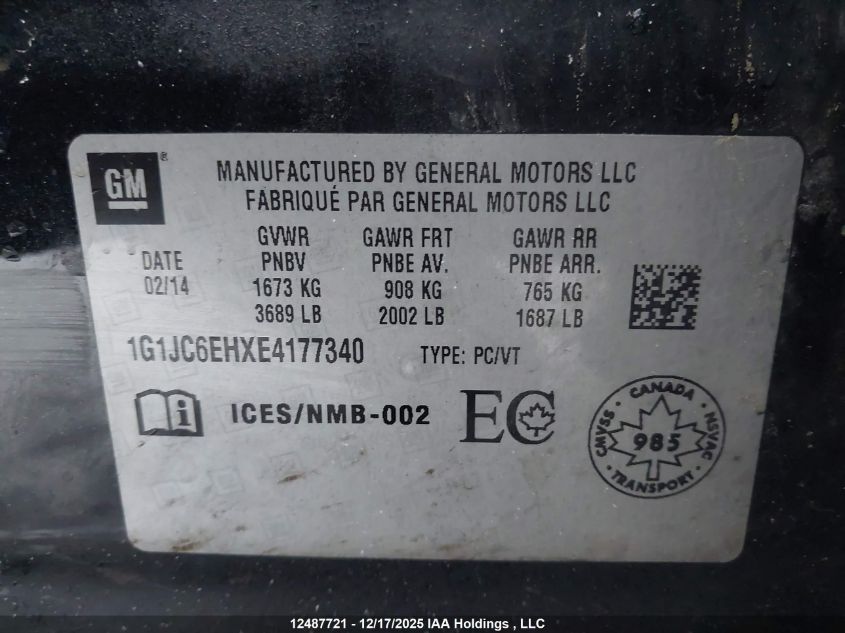 GM ®
MANUFACTURED BY GENERAL MOTORS LLC
FABRIQUÉ PAR GENERAL MOTORS LLC
DATE
02/14
GVWR
PNBV
1673 KG
3689 LB
GAWR FRT
PNBE AV.
908 KG
2002 LB
GAWR RR
PNBE ARR.
765 KG
1687 LB
1G1JC6EHXE4177340 TYPE: PC/VT
i ICES/NMB-002 EC
CANADA
CMVSS · NSVAC
985
TRANSPORT
12487721 - 12/17/2025 IAA Holdings , LLC